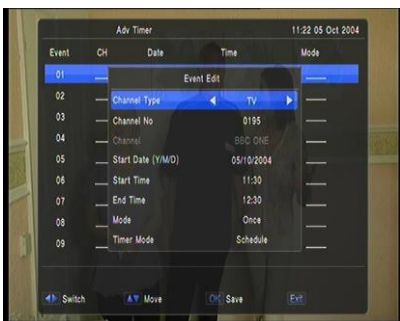 Adv Timer 11:22 05 Oct 2004
Event CH Date Time Mode
01
Event Edit
02
Channel Type TV
03
Channel No 0195
04
Channel BBC ONE
05
Start Date (Y/M/D) 05/10/2004
06
Start Time 11:30
07
End Time 12:30
08
Mode Once
09
Timer Mode Schedule
Switch Move OK Save Exit